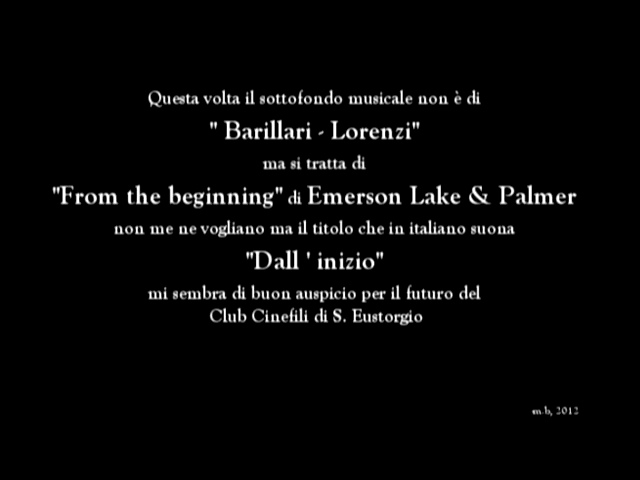 Questa volta il sottofondo musicale non è di
" Barillari - Lorenzi"
ma si tratta di
"From the beginning" di Emerson Lake & Palmer
non me ne vogliano ma il titolo che in italiano suona
"Dall ' inizio"
mi sembra di buon auspicio per il futuro del
Club Cinefili di S. Eustorgio
m.b, 2012